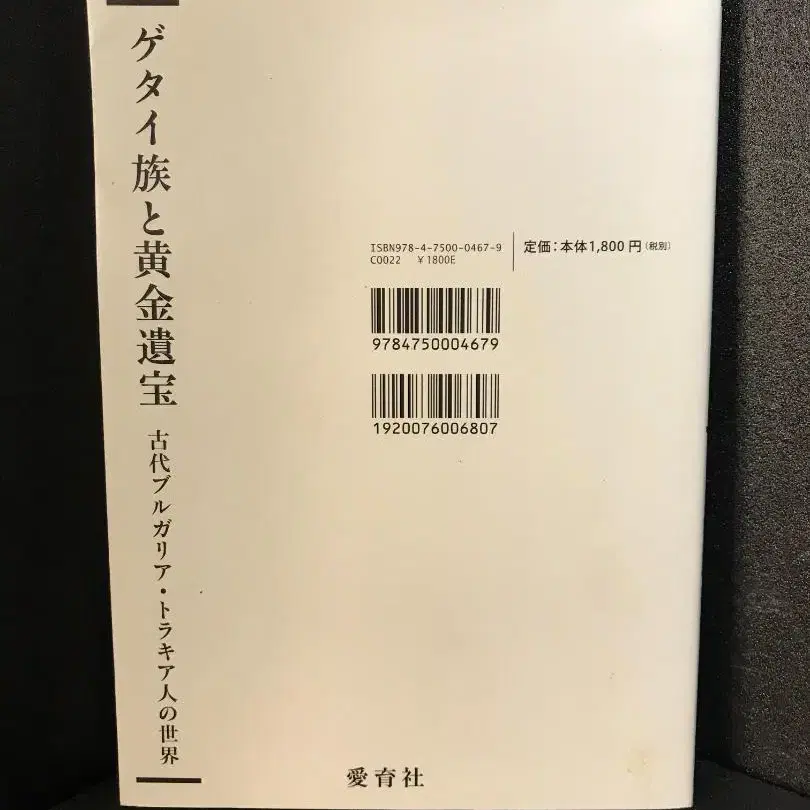 ゲタイ族と黄金遺宝
古代ブルガリア・トラキア人の世界
ISBN978-4-7500-0467-9
C0022 ¥1800E
定価：本体1,800円（税別）
9784750004679
1920076006807
愛育社